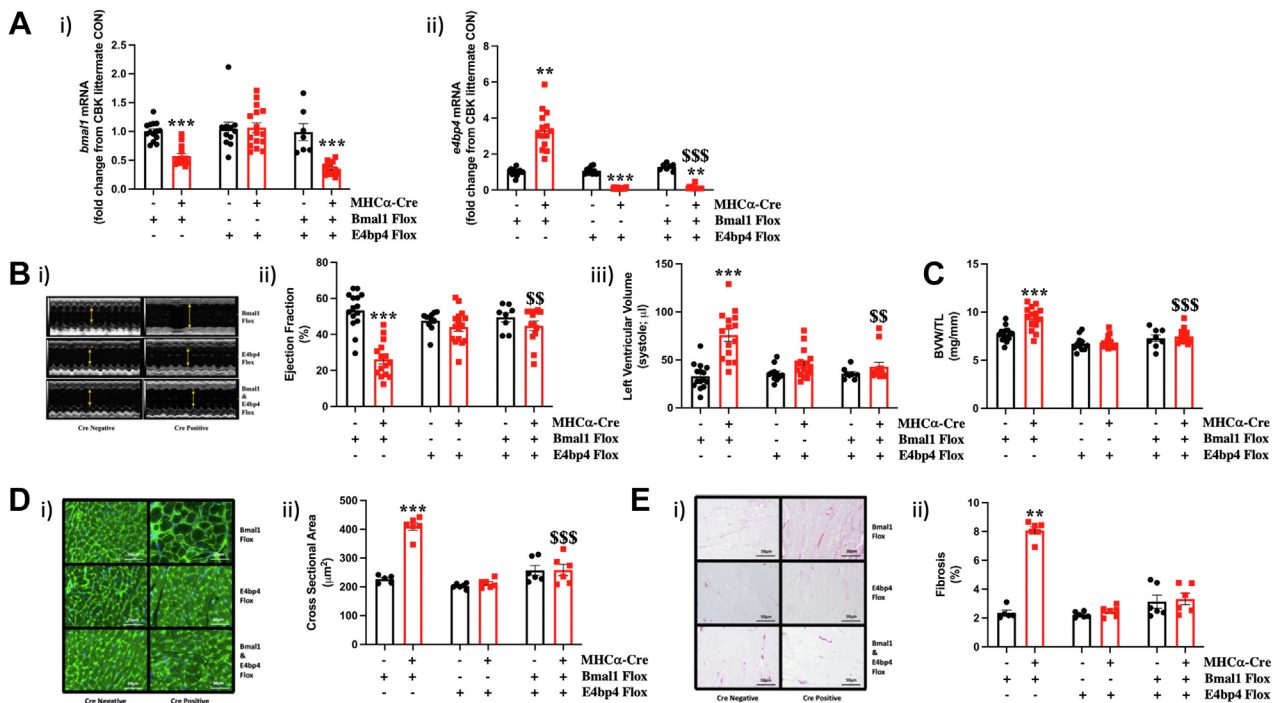 A
i)
bmal1 mRNA
(fold change from CBK littermate CON)
2.5
2.0
1.5
1.0
0.5
0.0
***
***
- + - + - + MHCα-Cre
+ + - - + + Bmal1 Flox
- - + + + + E4bp4 Flox
ii)
e4bp4 mRNA
(fold change from CBK littermate CON)
8
6
4
2
0
**
***
$$$
**
- + - + - + MHCα-Cre
+ + - - + + Bmal1 Flox
- - + + + + E4bp4 Flox
B
i)
Bmal1
Flox
E4bp4
Flox
Bmal1
&
E4bp4
Flox
Cre Negative Cre Positive
ii)
Ejection Fraction
(%)
80
60
40
20
0
***
$$
- + - + - + MHCα-Cre
+ + - - + + Bmal1 Flox
- - + + + + E4bp4 Flox
iii)
Left Ventricular Volume
(systole; μl)
150
100
50
0
***
$$
- + - + - + MHCα-Cre
+ + - - + + Bmal1 Flox
- - + + + + E4bp4 Flox
C
BVW/TL
(mg/mm)
15
10
5
0
***
$$$
- + - + - + MHCα-Cre
+ + - - + + Bmal1 Flox
- - + + + + E4bp4 Flox
D
i)
Bmal1
Flox
E4bp4
Flox
Bmal1
&
E4bp4
Flox
Cre Negative Cre Positive
ii)
Cross Sectional Area
(μm2)
500
400
300
200
100
0
***
$$$
- + - + - + MHCα-Cre
+ + - - + + Bmal1 Flox
- - + + + + E4bp4 Flox
E
i)
50μm 50μm
Bmal1
Flox
50μm 50μm
E4bp4
Flox
50μm 50μm
Bmal1
&
E4bp4
Flox
Cre Negative Cre Positive
ii)
Fibrosis
(%)
10
8
6
4
2
0
**
- + - + - + MHCα-Cre
+ + - - + + Bmal1 Flox
- - + + + + E4bp4 Flox